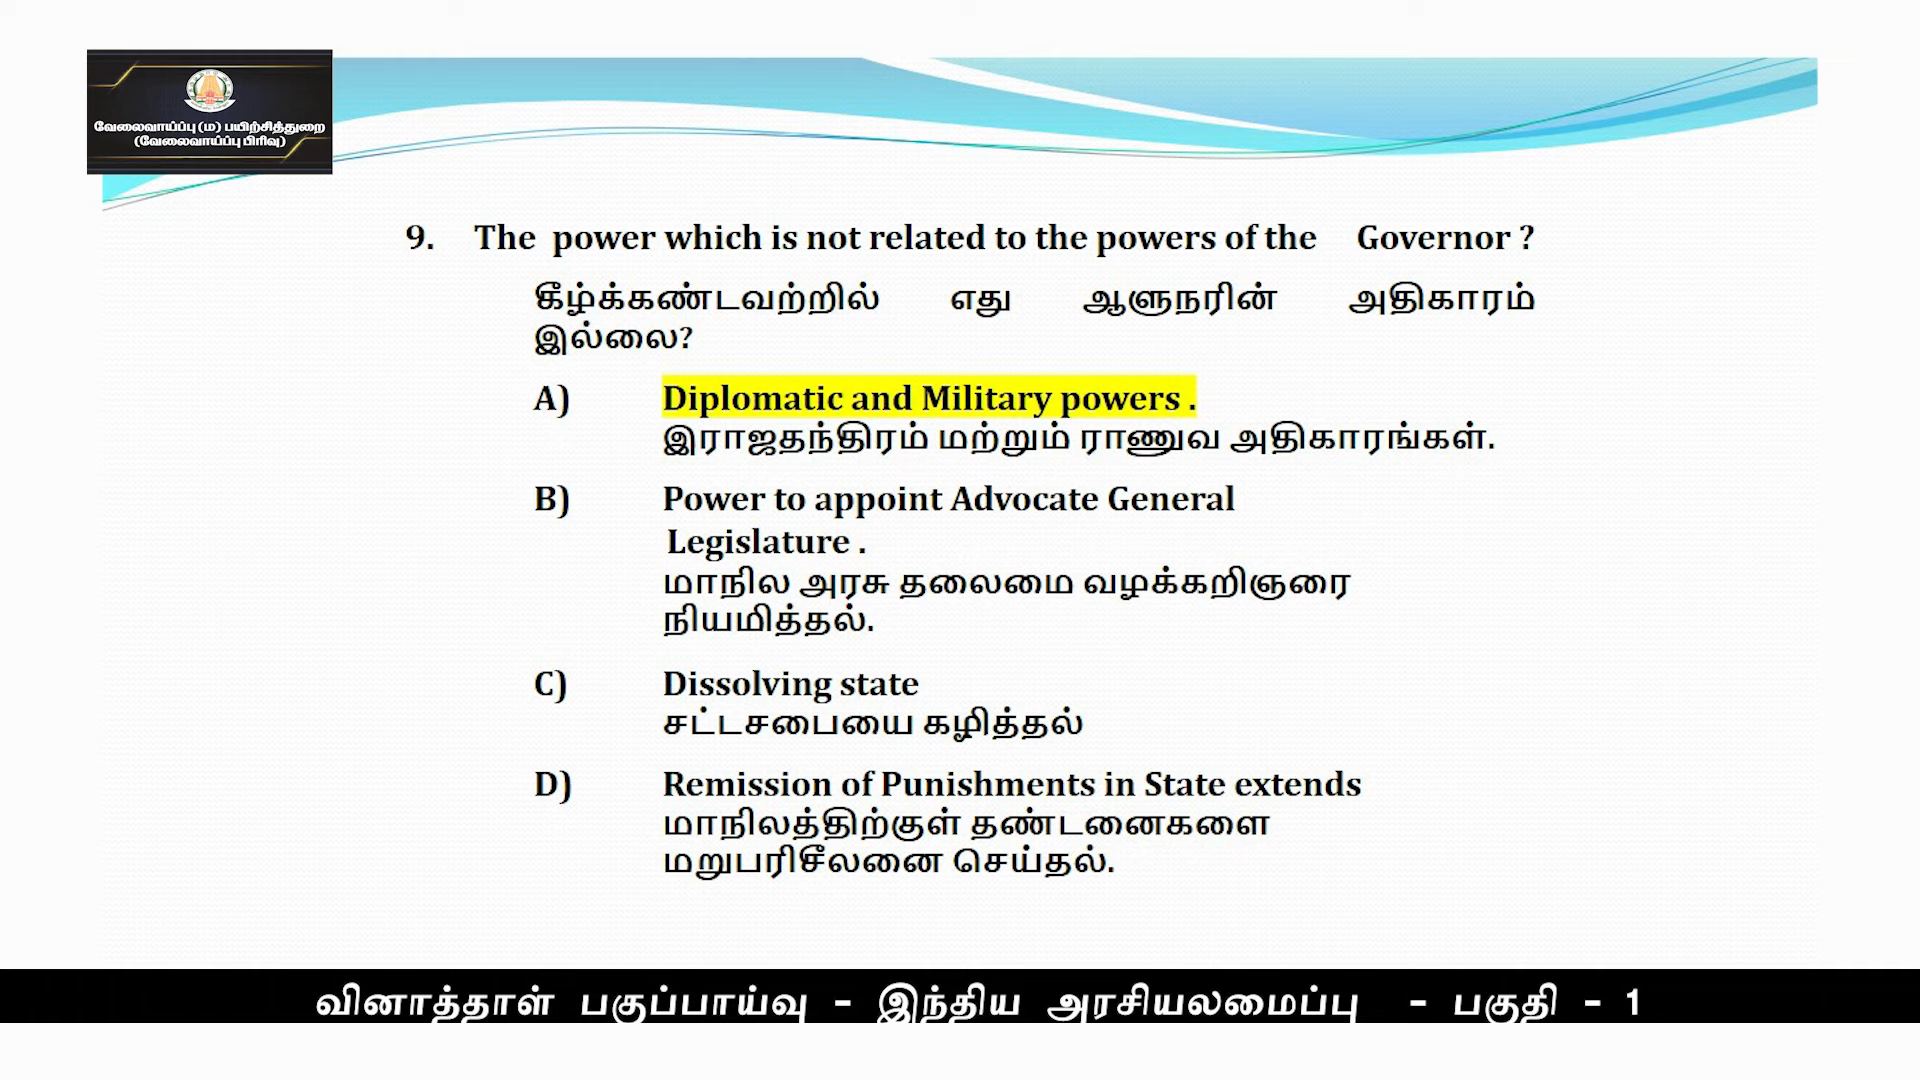 வேலைவாய்ப்பு (ம) பயிற்சித்துறை
(வேலைவாய்ப்பு பிரிவு)
9. The power which is not related to the powers of the Governor ?
கீழ்க்கண்டவற்றில் எது ஆளுநரின் அதிகாரம்
இல்லை?
A) Diplomatic and Military powers .
இராஜதந்திரம் மற்றும் ராணுவ அதிகாரங்கள்.
B) Power to appoint Advocate General
Legislature .
மாநில அரசு தலைமை வழக்கறிஞரை
நியமித்தல்.
C) Dissolving state
சட்டசபையை கழித்தல்
D) Remission of Punishments in State extends
மாநிலத்திற்குள் தண்டனைகளை
மறுபரிசீலனை செய்தல்.
வினாத்தாள் பகுப்பாய்வு - இந்திய அரசியலமைப்பு - பகுதி - 1